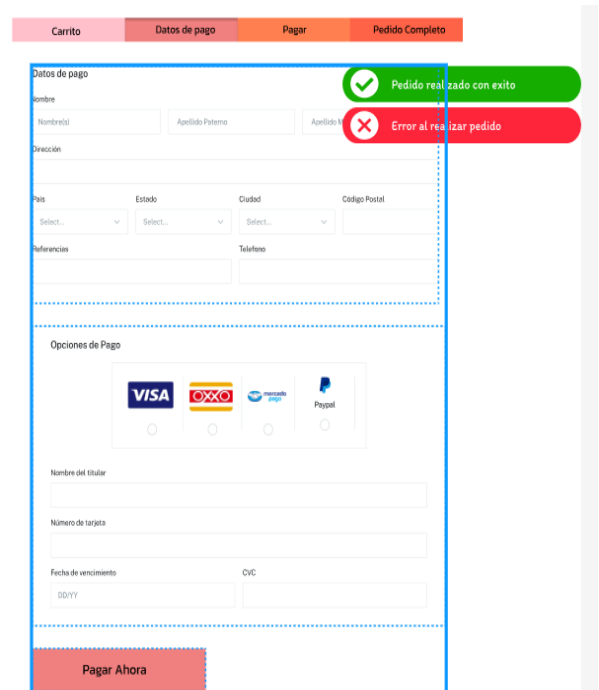 Carrito Datos de pago Pagar Pedido Completo
Datos de pago
Pedido realizado con exito
Nombre
Nombre(s) Apellido Paterno Apellido M
Error al realizar pedido
Dirección
Pais Estado Ciudad Código Postal
Select... Select... Select...
Referencias Telefono
Opciones de Pago
VISA OXXO mercado pago Paypal
Nombre del titular
Número de tarjeta
Fecha de vencimiento CVC
DD/YY
Pagar Ahora